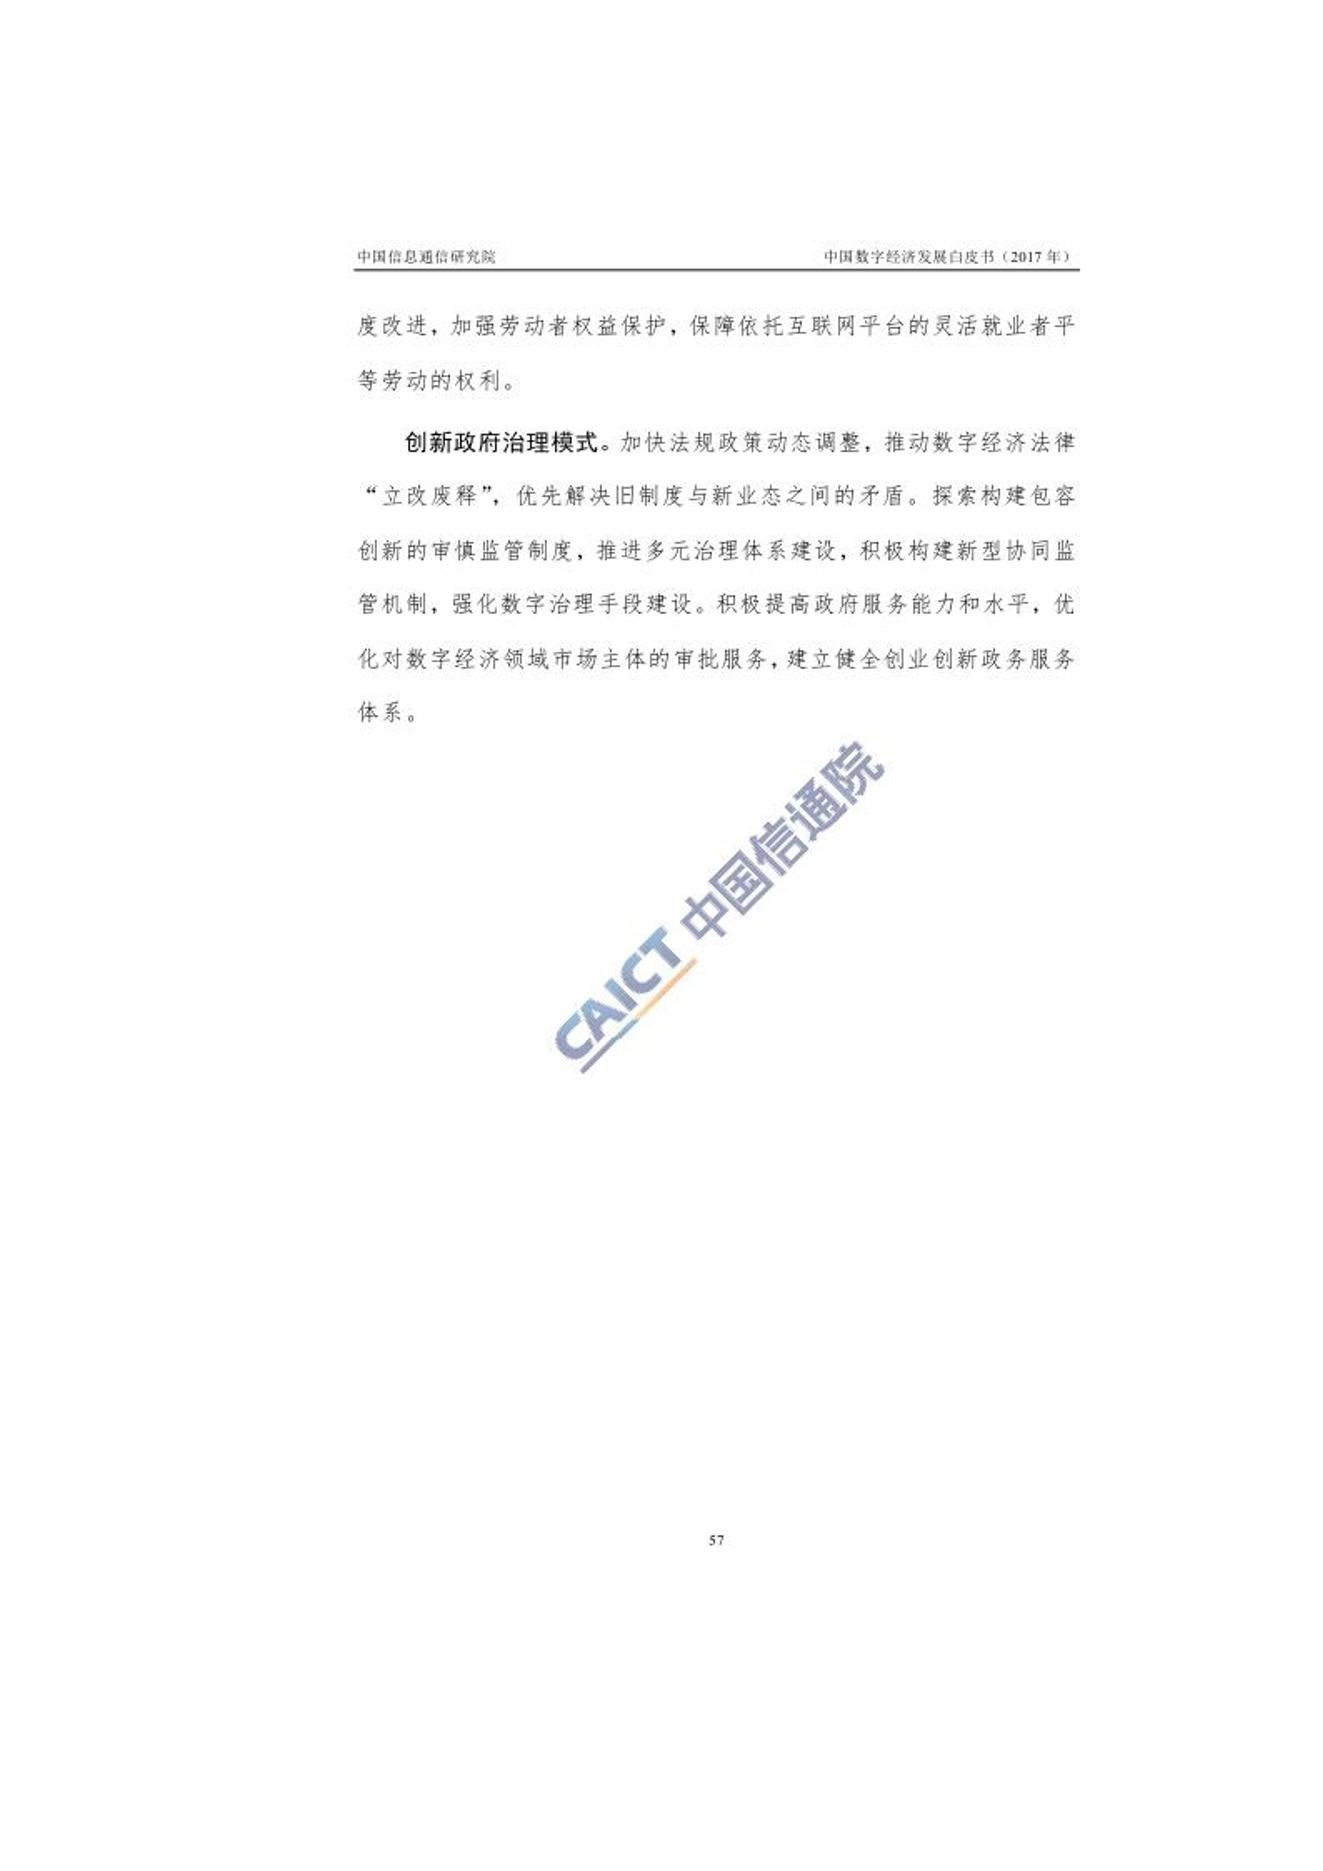 中国信息通信研究院 中国数字经济发展白皮书（2017 年）
度改进，加强劳动者权益保护，保障依托互联网平台的灵活就业者平
等劳动的权利。
创新政府治理模式。加快法规政策动态调整，推动数字经济法律
“立改废释”，优先解决旧制度与新业态之间的矛盾。探索构建包容
创新的审慎监管制度，推进多元治理体系建设，积极构建新型协同监
管机制，强化数字治理手段建设。积极提高政府服务能力和水平，优
化对数字经济领域市场主体的审批服务，建立健全创业创新政务服务
体系。
CAICT 中国信通院
57